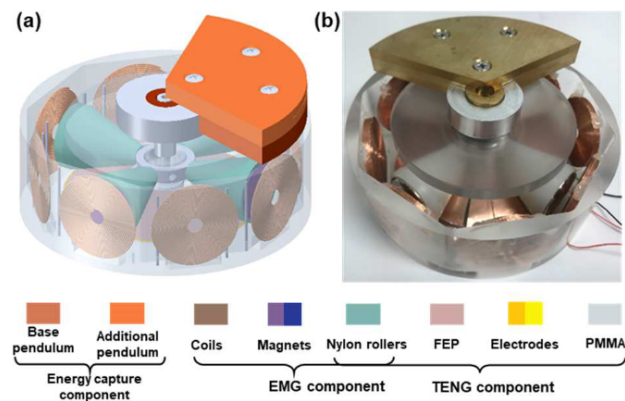 (a)
(b)
Base pendulum
Additional pendulum
Coils
Magnets
Nylon rollers
FEP
Electrodes
PMMA
Energy capture component
EMG component
TENG component